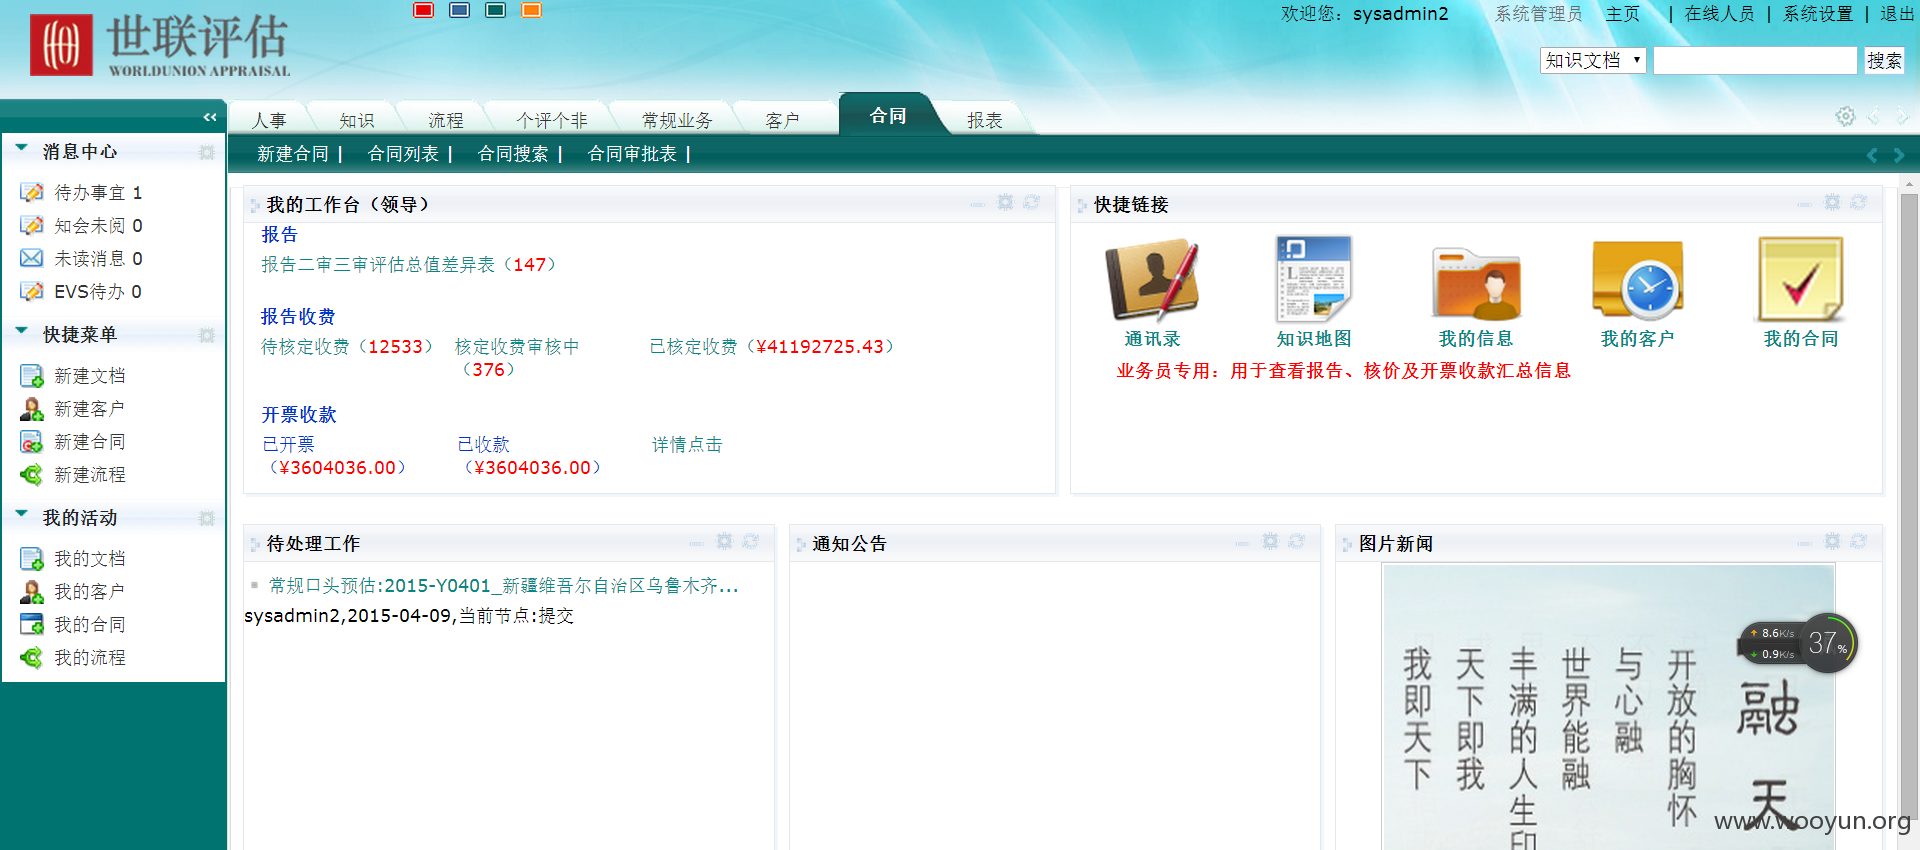 世联评估
WORLDUNION APPRAISAL
欢迎您：sysadmin2 系统管理员 主页 | 在线人员 | 系统设置 | 退出
知识文档 搜索
人事 知识 流程 个评个非 常规业务 客户 合同 报表
新建合同 | 合同列表 | 合同搜索 | 合同审批表 |
消息中心
待办事宜 1
知会未阅 0
未读消息 0
EVS待办 0
快捷菜单
新建文档
新建客户
新建合同
新建流程
我的活动
我的文档
我的客户
我的合同
我的流程
我的工作台（领导）
报告
报告二审三审评估总值差异表（147）
报告收费
待核定收费（12533） 核定收费审核中（376） 已核定收费（¥41192725.43）
开票收款
已开票（¥3604036.00） 已收款（¥3604036.00） 详情点击
快捷链接
通讯录 知识地图 我的信息 我的客户 我的合同
业务员专用：用于查看报告、核价及开票收款汇总信息
待处理工作
常规口头预估:2015-Y0401_新疆维吾尔自治区乌鲁木齐...
sysadmin2,2015-04-09,当前节点:提交
通知公告
图片新闻
融天
开放的胸怀
与心融
世界能融
丰满的人生印
天下即我
我即天下
8.6K/s
0.9K/s
37%
www.wooyun.org